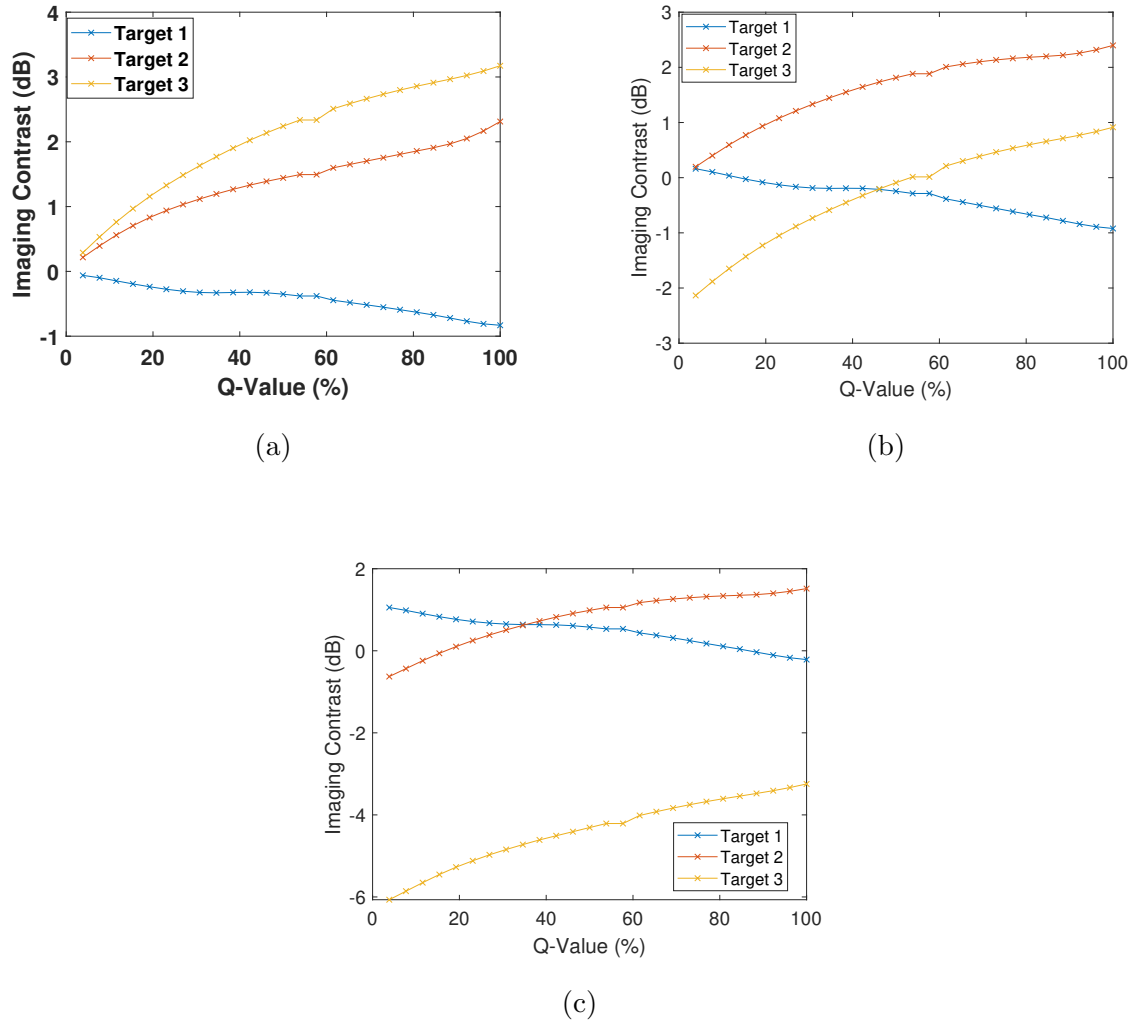 4
3
2
1
0
-1
Imaging Contrast (dB)
Target 1
Target 2
Target 3
0 20 40 60 80 100
Q-Value (%)
(a)
3
2
1
0
-1
-2
-3
Imaging Contrast (dB)
Target 1
Target 2
Target 3
0 20 40 60 80 100
Q-Value (%)
(b)
2
0
-2
-4
-6
Imaging Contrast (dB)
Target 1
Target 2
Target 3
0 20 40 60 80 100
Q-Value (%)
(c)